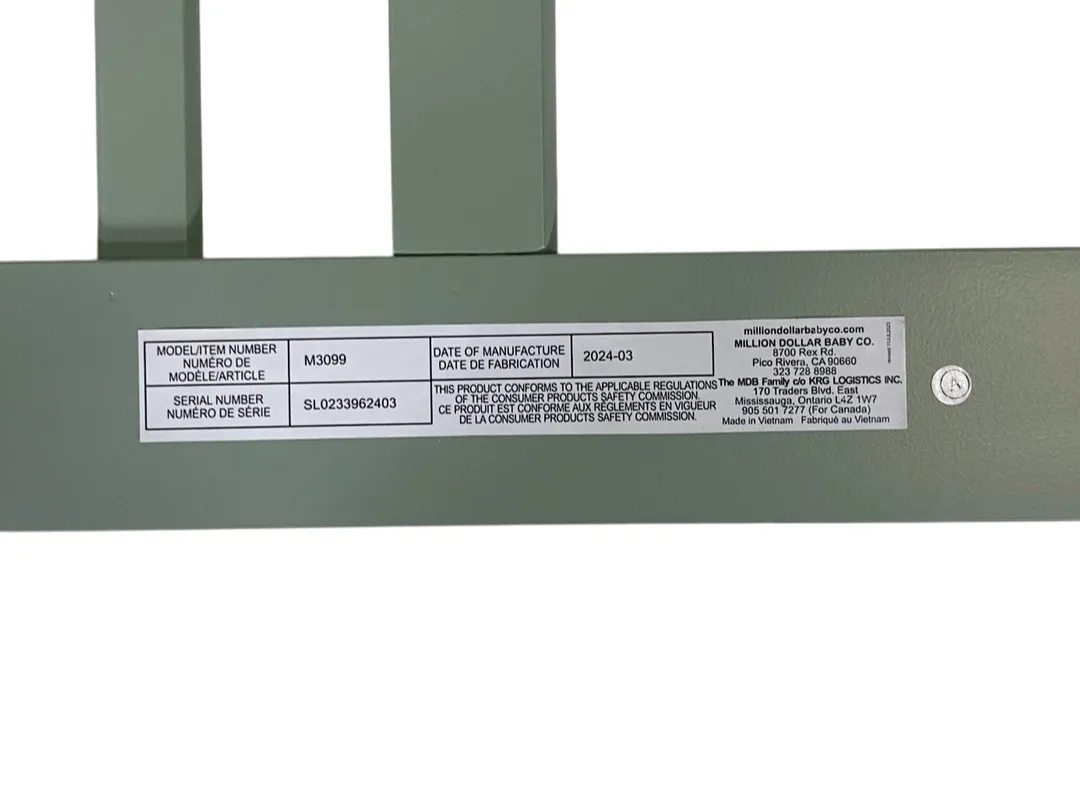 MODEL/ITEM NUMBER
NUMÉRO DE
MODÈLE/ARTICLE
M3099
DATE OF MANUFACTURE
DATE DE FABRICATION
2024-03
SERIAL NUMBER
NUMÉRO DE SÉRIE
SL0233962403
THIS PRODUCT CONFORMS TO THE APPLICABLE REGULATIONS
OF THE CONSUMER PRODUCTS SAFETY COMMISSION.
CE PRODUIT EST CONFORME AUX RÈGLEMENTS EN VIGUEUR
DE LA CONSUMER PRODUCTS SAFETY COMMISSION.
milliondollarbabyco.com
MILLION DOLLAR BABY CO.
8700 Rex Rd.
Pico Rivera, CA 90660
323 728 8988
The MDB Family c/o KRG LOGISTICS INC.
170 Traders Blvd. East
Mississauga, Ontario L4Z 1W7
905 501 7277 (For Canada)
Made in Vietnam Fabriqué au Vietnam